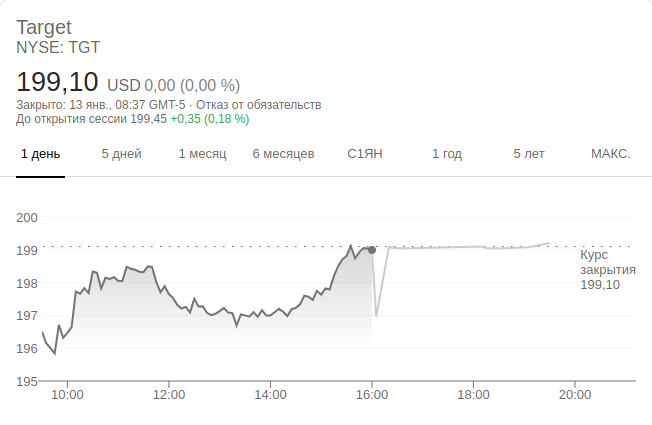 Target
NYSE: TGT
199,10 USD 0,00 (0,00 %)
Закрыто: 13 янв., 08:37 GMT-5 · Отказ от обязательств
До открытия сессии 199,45 +0,35 (0,18 %)
1 день 5 дней 1 месяц 6 месяцев С1ЯН 1 год 5 лет МАКС.
200
199
198
197
196
195
Курс
закрытия
199,10
10:00 12:00 14:00 16:00 18:00 20:00